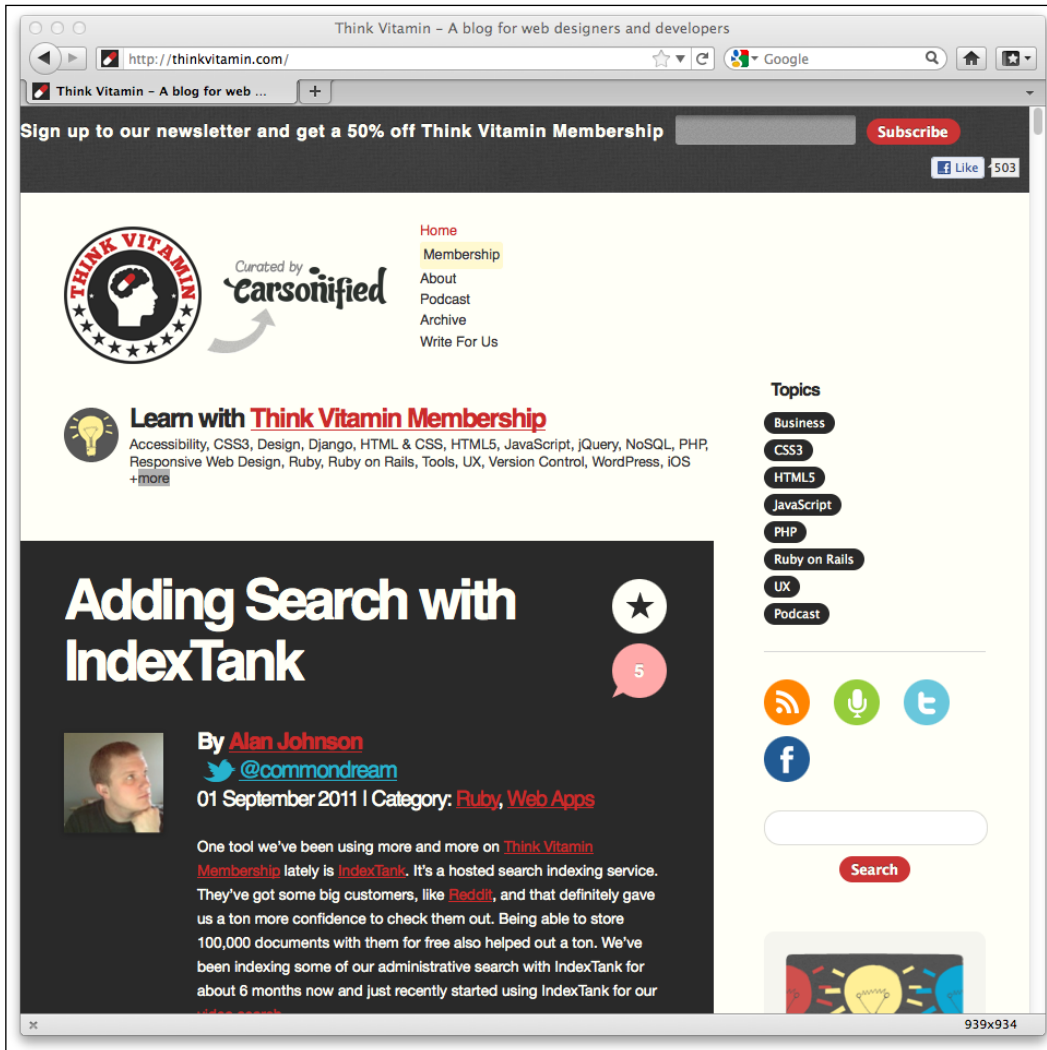 Think Vitamin – A blog for web designers and developers
http://thinkvitamin.com/
Google
Think Vitamin – A blog for web ...
Sign up to our newsletter and get a 50% off Think Vitamin Membership
Subscribe
Like
503
THINK VITAMIN
Curated by
Carsonified
Home
Membership
About
Podcast
Archive
Write For Us
Learn with Think Vitamin Membership
Accessibility, CSS3, Design, Django, HTML & CSS, HTML5, JavaScript, jQuery, NoSQL, PHP,
Responsive Web Design, Ruby, Ruby on Rails, Tools, UX, Version Control, WordPress, iOS
+more
Adding Search with
IndexTank
5
By Alan Johnson
@commondream
01 September 2011 | Category: Ruby, Web Apps
One tool we've been using more and more on Think Vitamin
Membership lately is IndexTank. It's a hosted search indexing service.
They've got some big customers, like Reddit, and that definitely gave
us a ton more confidence to check them out. Being able to store
100,000 documents with them for free also helped out a ton. We've
been indexing some of our administrative search with IndexTank for
about 6 months now and just recently started using IndexTank for our
video search
Topics
Business
CSS3
HTML5
JavaScript
PHP
Ruby on Rails
UX
Podcast
Search
939x934